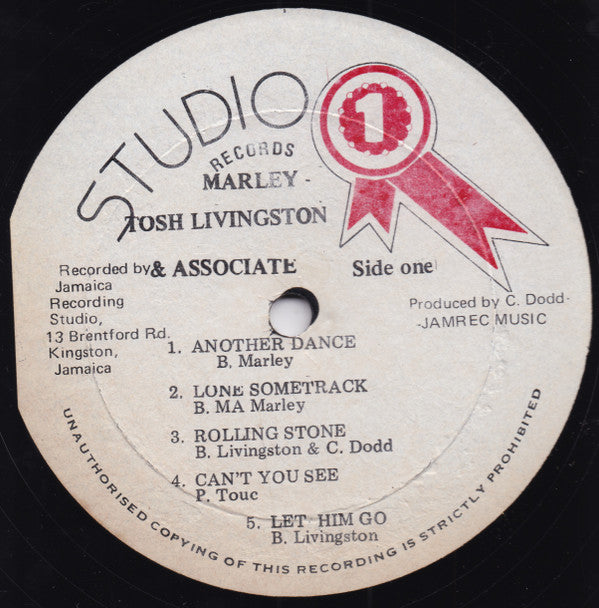 STUDIO 1
RECORDS
MARLEY -
TOSH LIVINGSTON
& ASSOCIATE
Side one
Recorded by
Jamaica
Recording
Studio,
13 Brentford Rd.
Kingston,
Jamaica
Produced by C. Dodd-
-JAMREC MUSIC
1. ANOTHER DANCE
B. Marley
2. LONE SOMETRACK
B. MA Marley
3. ROLLING STONE
B. Livingston & C. Dodd
4. CAN'T YOU SEE
P. Touc
5. LET HIM GO
B. Livingston
UNAUTHORISED COPYING OF THIS RECORDING IS STRICTLY PROHIBITED